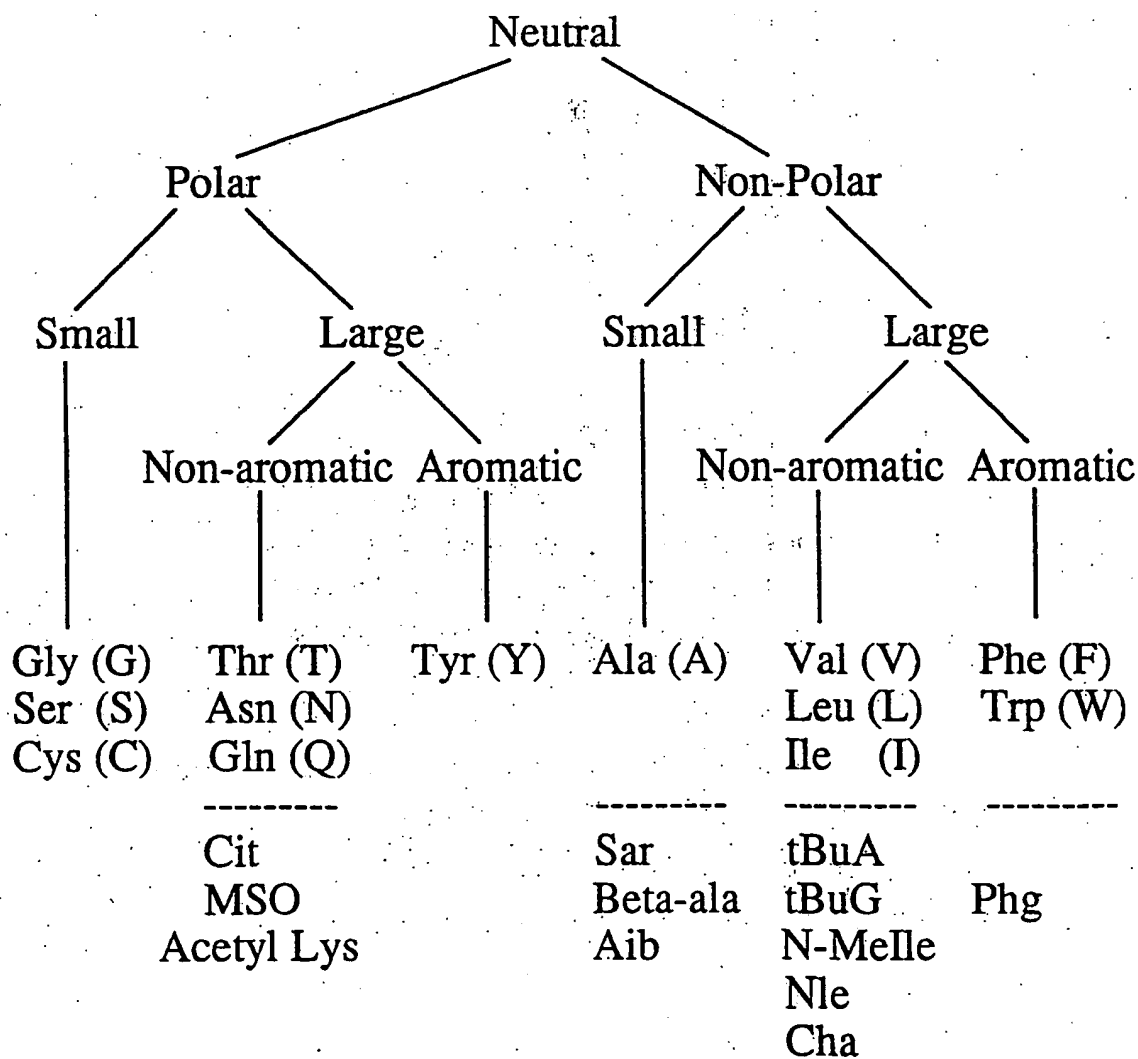 Neutral
Polar Non-Polar
Small Large Small Large
Non-aromatic Aromatic Non-aromatic Aromatic
Gly (G) Thr (T) Tyr (Y) Ala (A) Val (V) Phe (F)
Ser (S) Asn (N) Leu (L) Trp (W)
Cys (C) Gln (Q) Ile (I)
--------- --------- --------- ---------
Cit Sar tBuA
MSO Beta-ala tBuG Phg
Acetyl Lys Aib N-MeIle
Nle
Cha